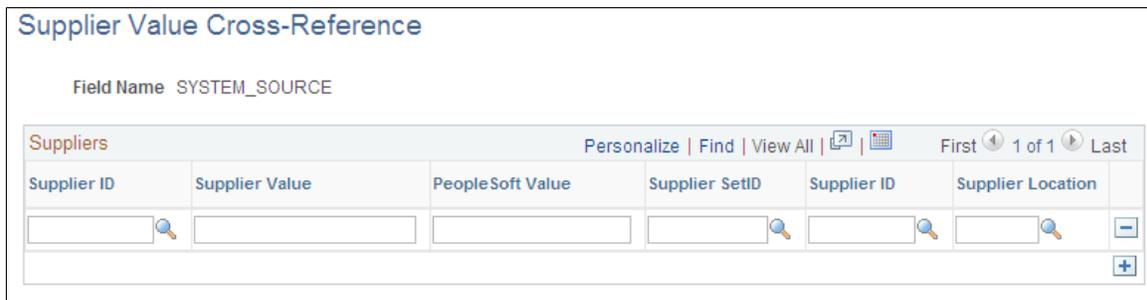 Supplier Value Cross-Reference
Field Name SYSTEM_SOURCE
Suppliers Personalize | Find | View All | | First 1 of 1 Last
Supplier ID Supplier Value PeopleSoft Value Supplier SetID Supplier ID Supplier Location